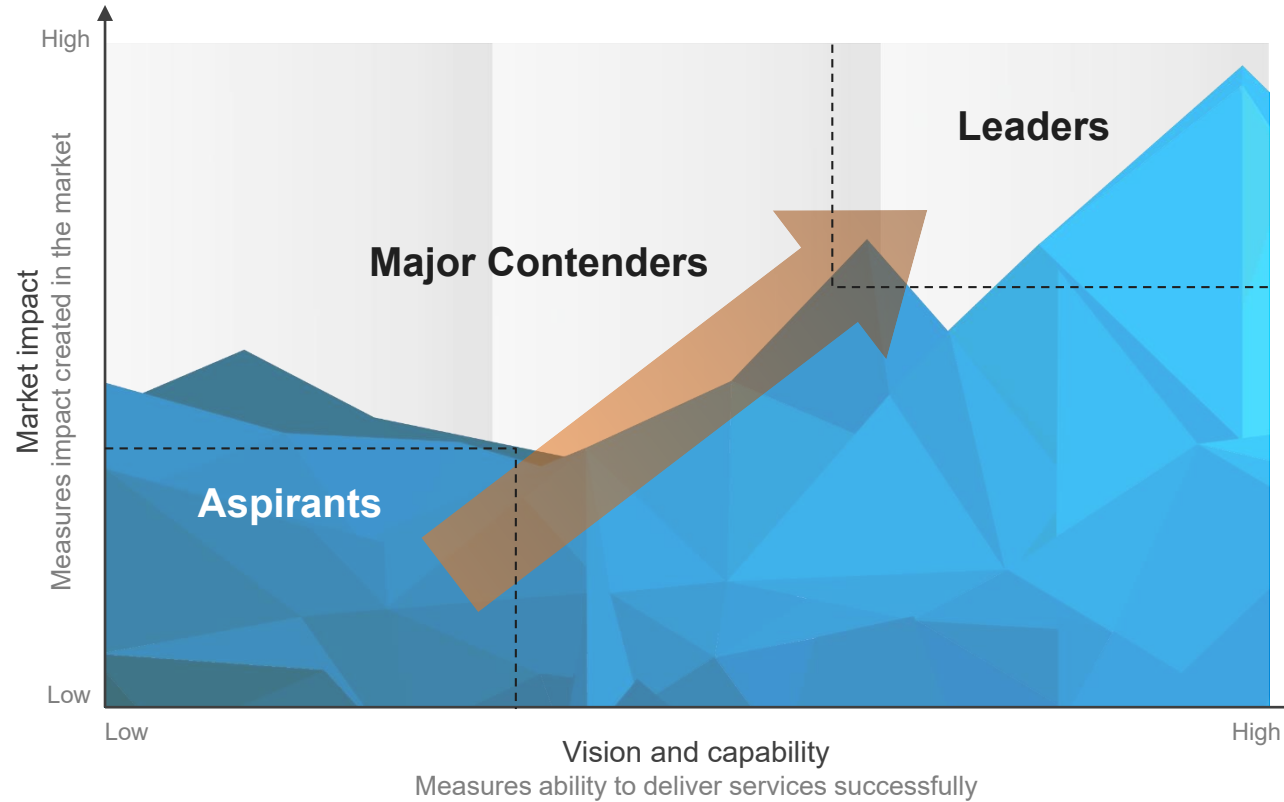 High
Leaders
Major Contenders
Market impact
Measures impact created in the market
Aspirants
Low
Low
High
Vision and capability
Measures ability to deliver services successfully